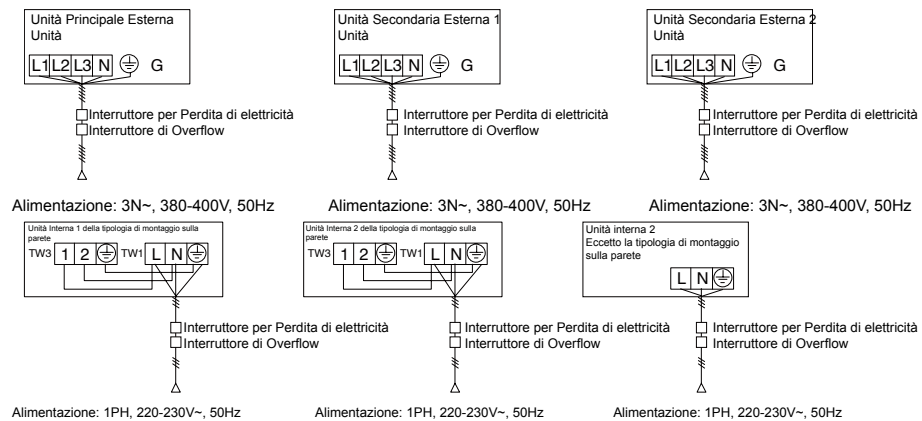 Unità Principale Esterna
Unità
L1 L2 L3 N G
Interruttore per Perdita di elettricità
Interruttore di Overflow
Alimentazione: 3N~, 380-400V, 50Hz
Unità Secondaria Esterna 1
Unità
L1 L2 L3 N G
Interruttore per Perdita di elettricità
Interruttore di Overflow
Alimentazione: 3N~, 380-400V, 50Hz
Unità Secondaria Esterna 2
Unità
L1 L2 L3 N G
Interruttore per Perdita di elettricità
Interruttore di Overflow
Alimentazione: 3N~, 380-400V, 50Hz
Unità Interna 1 della tipologia di montaggio sulla
parete
TW3 1 2 TW1 L N
Interruttore per Perdita di elettricità
Interruttore di Overflow
Alimentazione: 1PH, 220-230V~, 50Hz
Unità Interna 2 della tipologia di montaggio sulla
parete
TW3 1 2 TW1 L N
Interruttore per Perdita di elettricità
Interruttore di Overflow
Alimentazione: 1PH, 220-230V~, 50Hz
Unità interna 2
Eccetto la tipologia di montaggio
sulla parete
L N
Interruttore per Perdita di elettricità
Interruttore di Overflow
Alimentazione: 1PH, 220-230V~, 50Hz